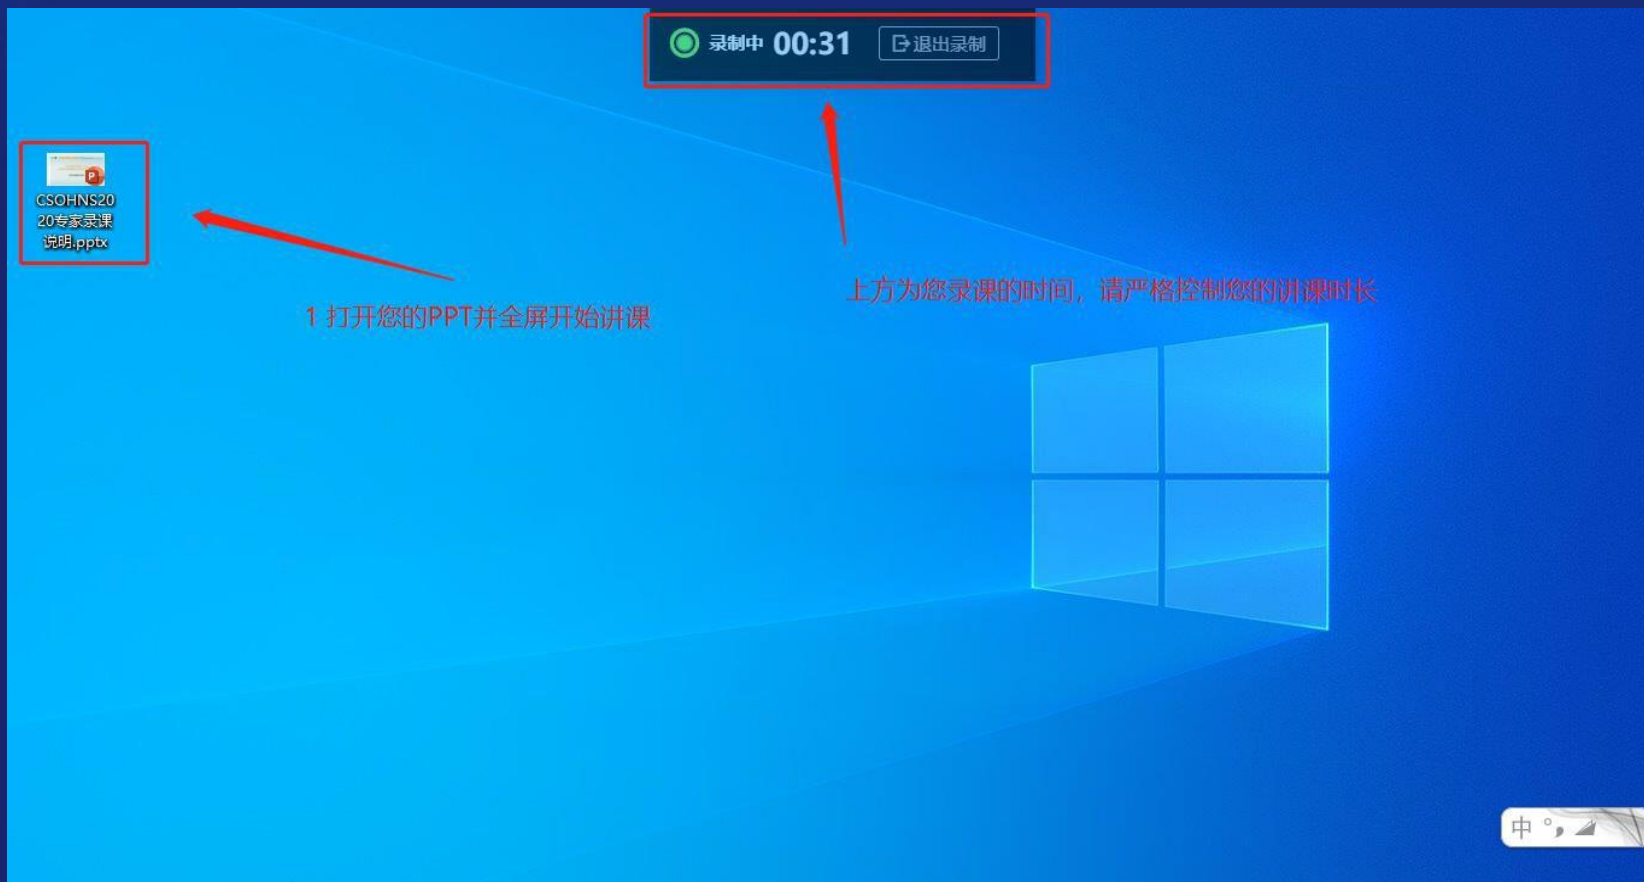 录制中 00:31 退出录制
CSOHNS20
20专家录课
说明.pptx
上方为您录课的时间，请严格控制您的讲课时长
1 打开您的PPT并全屏开始讲课
中 °,